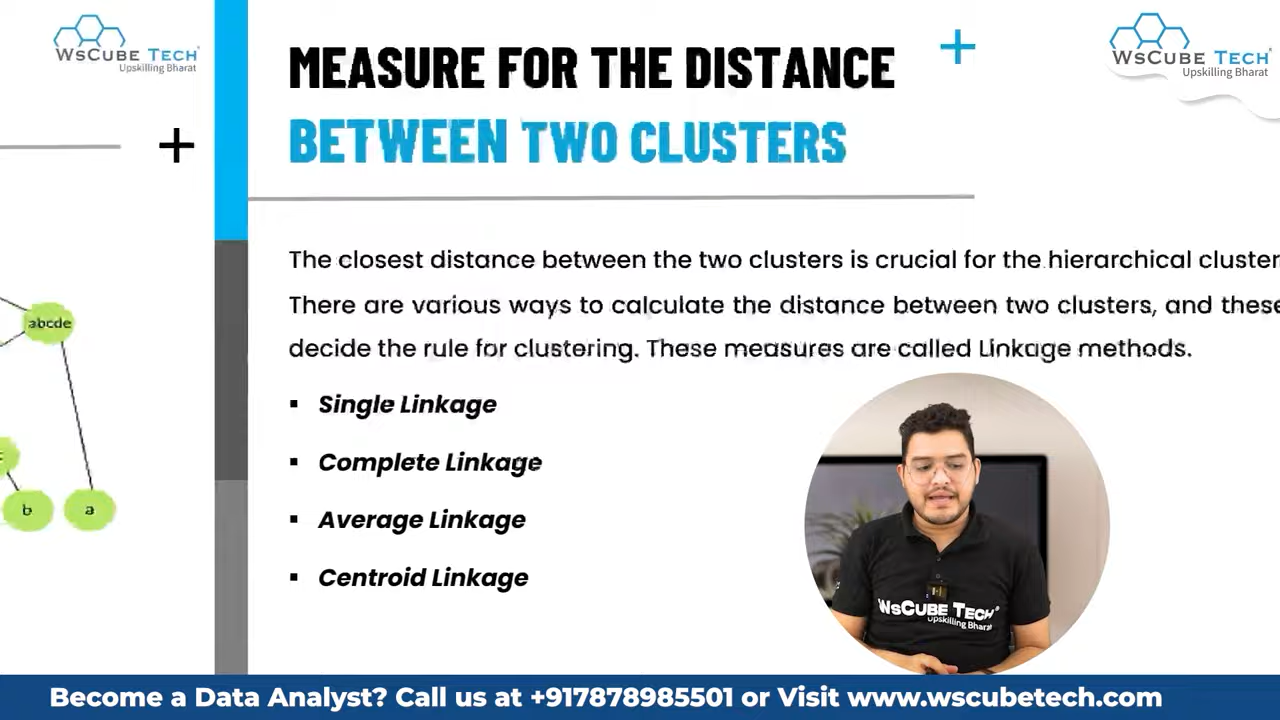 WsCube Tech
Upskilling Bharat
WsCube Tech
Upskilling Bharat
MEASURE FOR THE DISTANCE
BETWEEN TWO CLUSTERS
The closest distance between the two clusters is crucial for the hierarchical cluster
There are various ways to calculate the distance between two clusters, and these
decide the rule for clustering. These measures are called Linkage methods.
▪ Single Linkage
▪ Complete Linkage
▪ Average Linkage
▪ Centroid Linkage
abcde
b
a
WsCube Tech
Upskilling Bharat
Become a Data Analyst? Call us at +917878985501 or Visit www.wscubetech.com